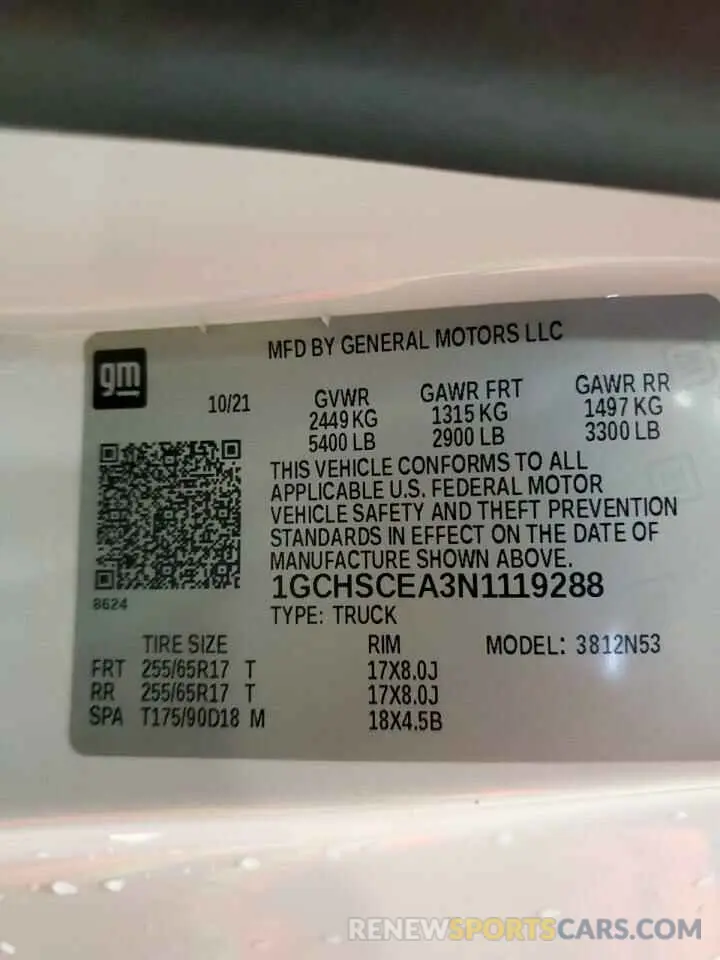 MFD BY GENERAL MOTORS LLC
gm
10/21 GVWR GAWR FRT GAWR RR
2449 KG 1315 KG 1497 KG
5400 LB 2900 LB 3300 LB
THIS VEHICLE CONFORMS TO ALL
APPLICABLE U.S. FEDERAL MOTOR
VEHICLE SAFETY AND THEFT PREVENTION
STANDARDS IN EFFECT ON THE DATE OF
MANUFACTURE SHOWN ABOVE.
1GCHSCEA3N1119288
8624
TYPE: TRUCK
TIRE SIZE RIM MODEL: 3812N53
FRT 255/65R17 T 17X8.0J
RR 255/65R17 T 17X8.0J
SPA T175/90D18 M 18X4.5B
RENEWSPORTSCARS.COM